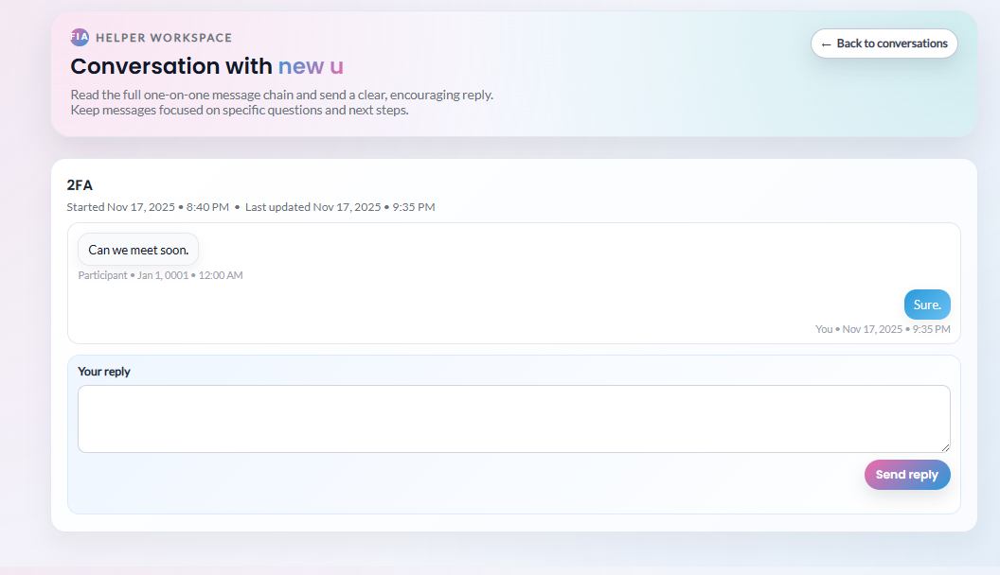 FIA HELPER WORKSPACE
← Back to conversations
Conversation with new u
Read the full one-on-one message chain and send a clear, encouraging reply.
Keep messages focused on specific questions and next steps.
2FA
Started Nov 17, 2025 • 8:40 PM • Last updated Nov 17, 2025 • 9:35 PM
Can we meet soon.
Participant • Jan 1, 0001 • 12:00 AM
Sure.
You • Nov 17, 2025 • 9:35 PM
Your reply
Send reply